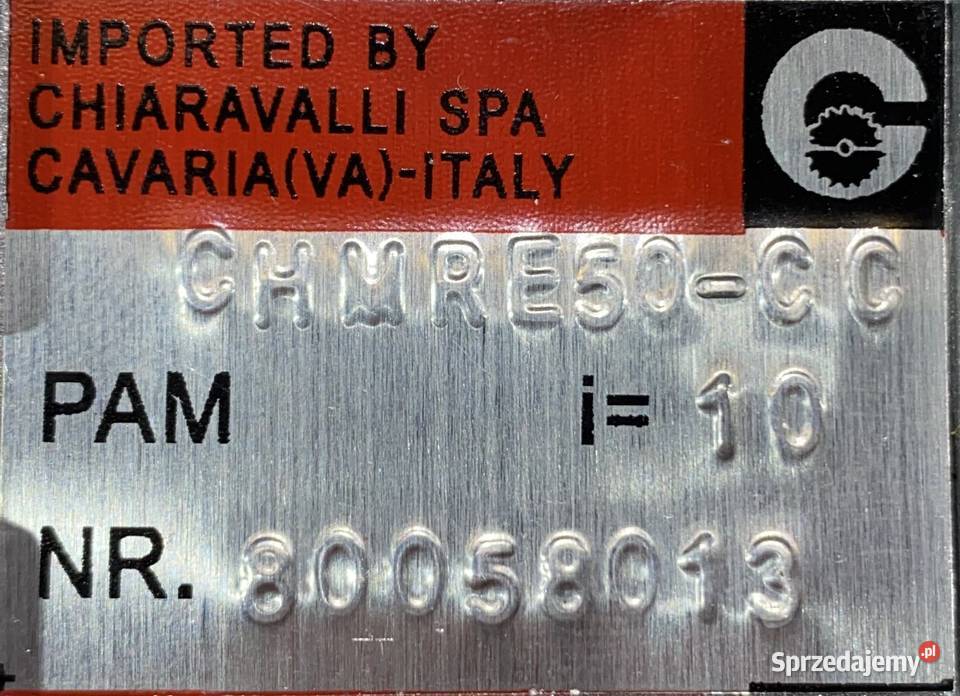 IMPORTED BY
CHIARAVALLI SPA
CAVARIA(VA)-iTALY
CHMRE50-CC
PAM i= 10
NR. 80058013
Sprzedajemy.pl